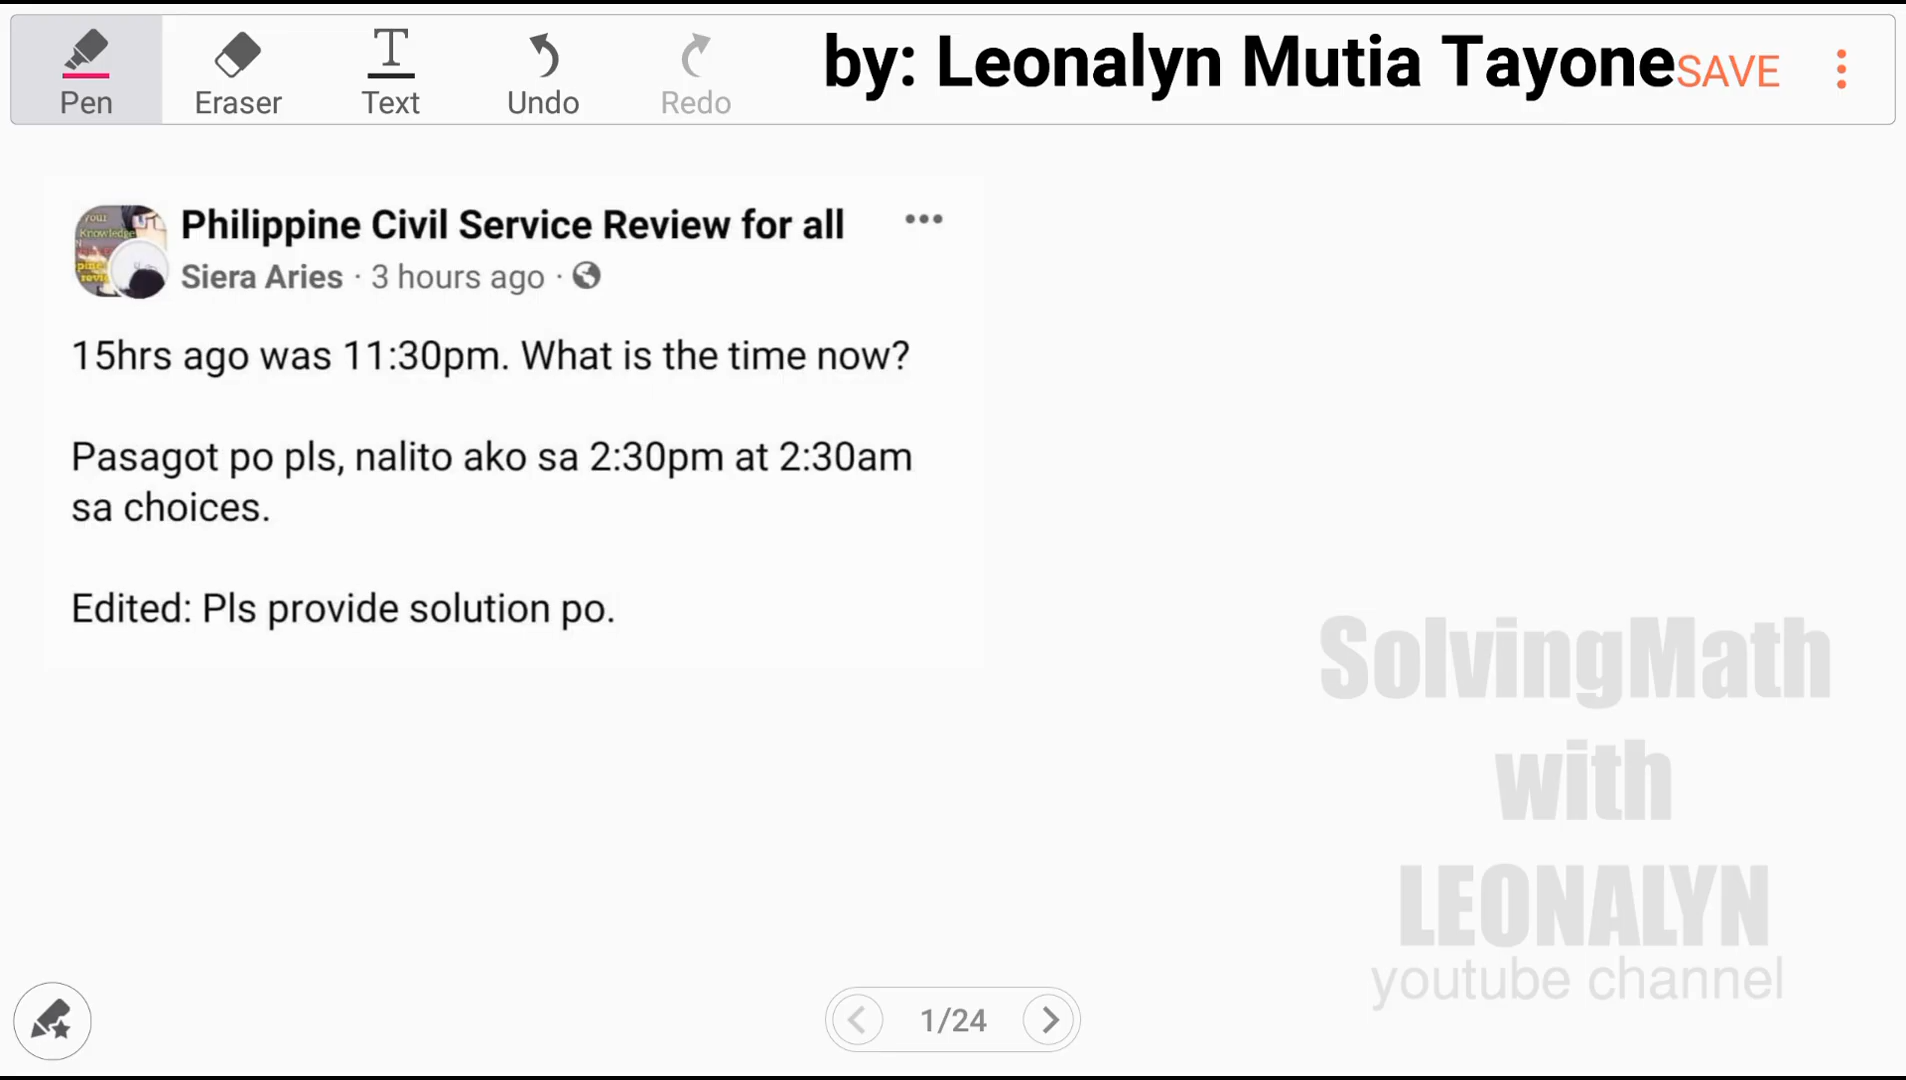 Pen
Eraser
Text
Undo
Redo
by: Leonalyn Mutia Tayone
SAVE
Philippine Civil Service Review for all
Siera Aries · 3 hours ago ·
15hrs ago was 11:30pm. What is the time now?
Pasagot po pls, nalito ako sa 2:30pm at 2:30am
sa choices.
Edited: Pls provide solution po.
SolvingMath
with
LEONALYN
youtube channel
1/24